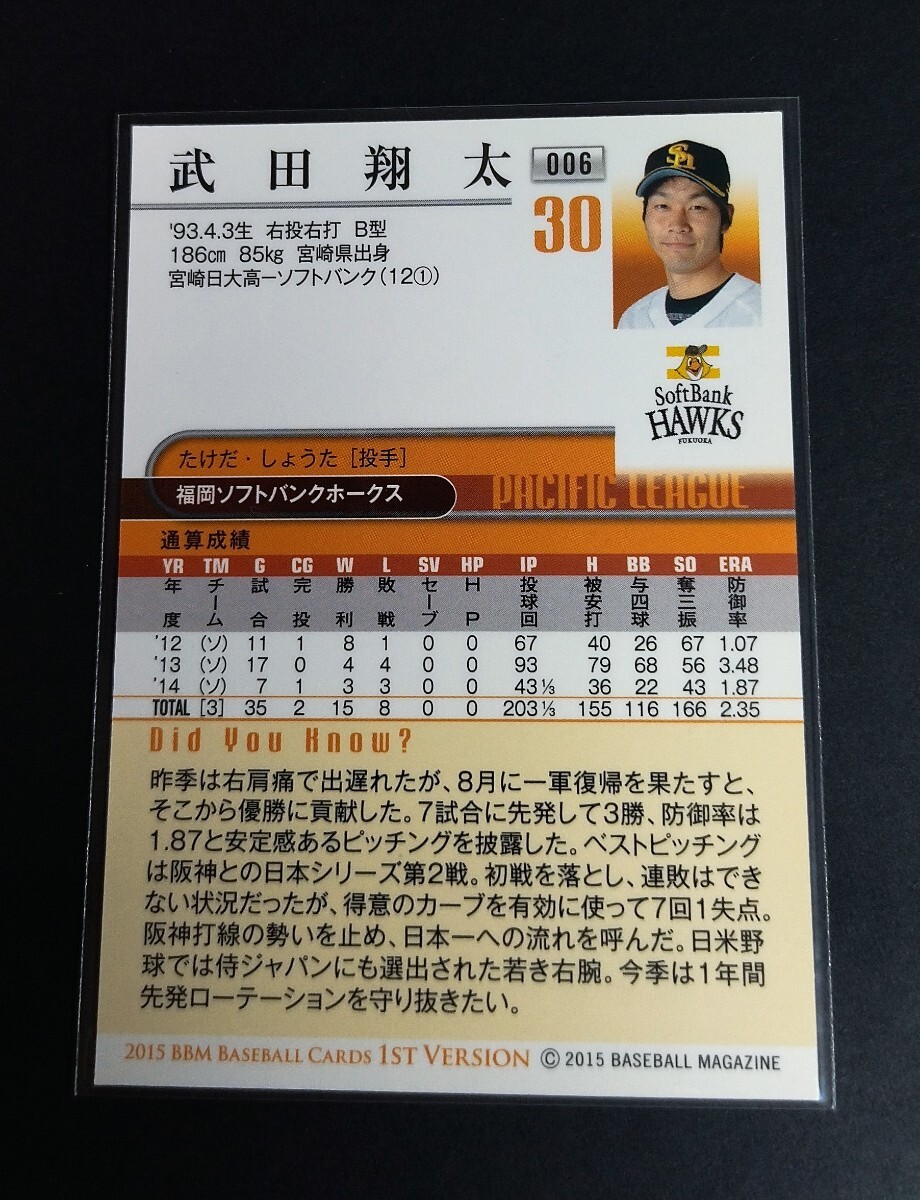 武田翔太 006
30
'93.4.3生 右投右打 B型
186cm 85kg 宮崎県出身
宮崎日大高ーソフトバンク(12①)
SoftBank
HAWKS
FUKUOKA
たけだ・しょうた[投手]
福岡ソフトバンクホークス
PACIFIC LEAGUE
通算成績
YR TM G CG W L SV HP IP H BB SO ERA
年度 チーム 試合 完投 勝利 敗戦 セーブ HP 投球回 被安打 与四球 奪三振 防御率
'12 (ソ) 11 1 8 1 0 0 67 40 26 67 1.07
'13 (ソ) 17 0 4 4 0 0 93 79 68 56 3.48
'14 (ソ) 7 1 3 3 0 0 43⅓ 36 22 43 1.87
TOTAL [3] 35 2 15 8 0 0 203⅓ 155 116 166 2.35
Did You Know?
昨季は右肩痛で出遅れたが、8月に一軍復帰を果たすと、
そこから優勝に貢献した。7試合に先発して3勝、防御率は
1.87と安定感あるピッチングを披露した。ベストピッチング
は阪神との日本シリーズ第2戦。初戦を落とし、連敗はでき
ない状況だったが、得意のカーブを有効に使って7回1失点。
阪神打線の勢いを止め、日本一への流れを呼んだ。日米野
球では侍ジャパンにも選出された若き右腕。今季は1年間
先発ローテーションを守り抜きたい。
2015 BBM BASEBALL CARDS 1ST VERSION © 2015 BASEBALL MAGAZINE